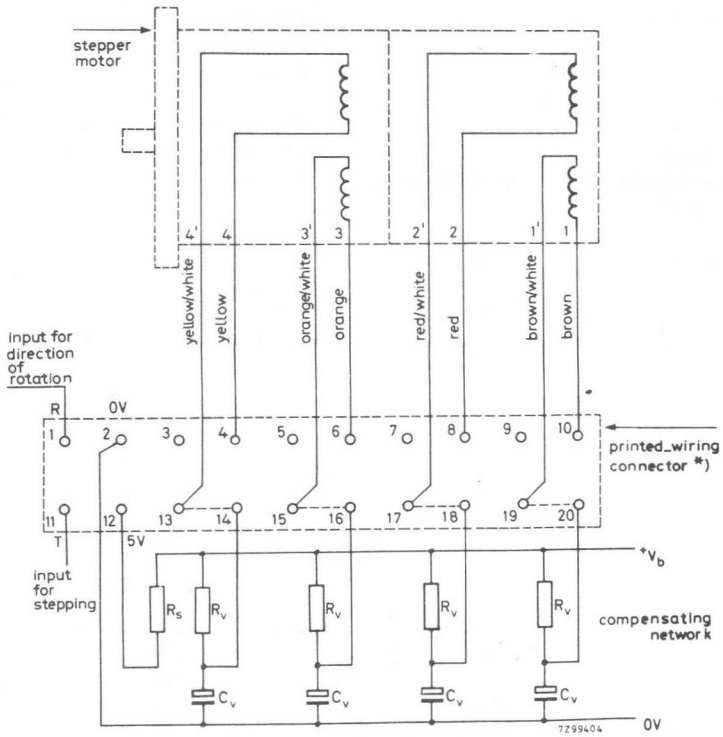 stepper
motor
4' 4 3' 3 2' 2 1' 1
yellow/white
yellow
orange/white
orange
red/white
red
brown/white
brown
input for
direction
of
rotation
R 0V
1 2 3 4 5 6 7 8 9 10
printed_wiring
connector *)
11 12 13 14 15 16 17 18 19 20
T 5V
input
for
stepping
+Vb
Rs Rv Rv Rv Rv
compensating
network
Cv Cv Cv Cv
0V
7Z99404